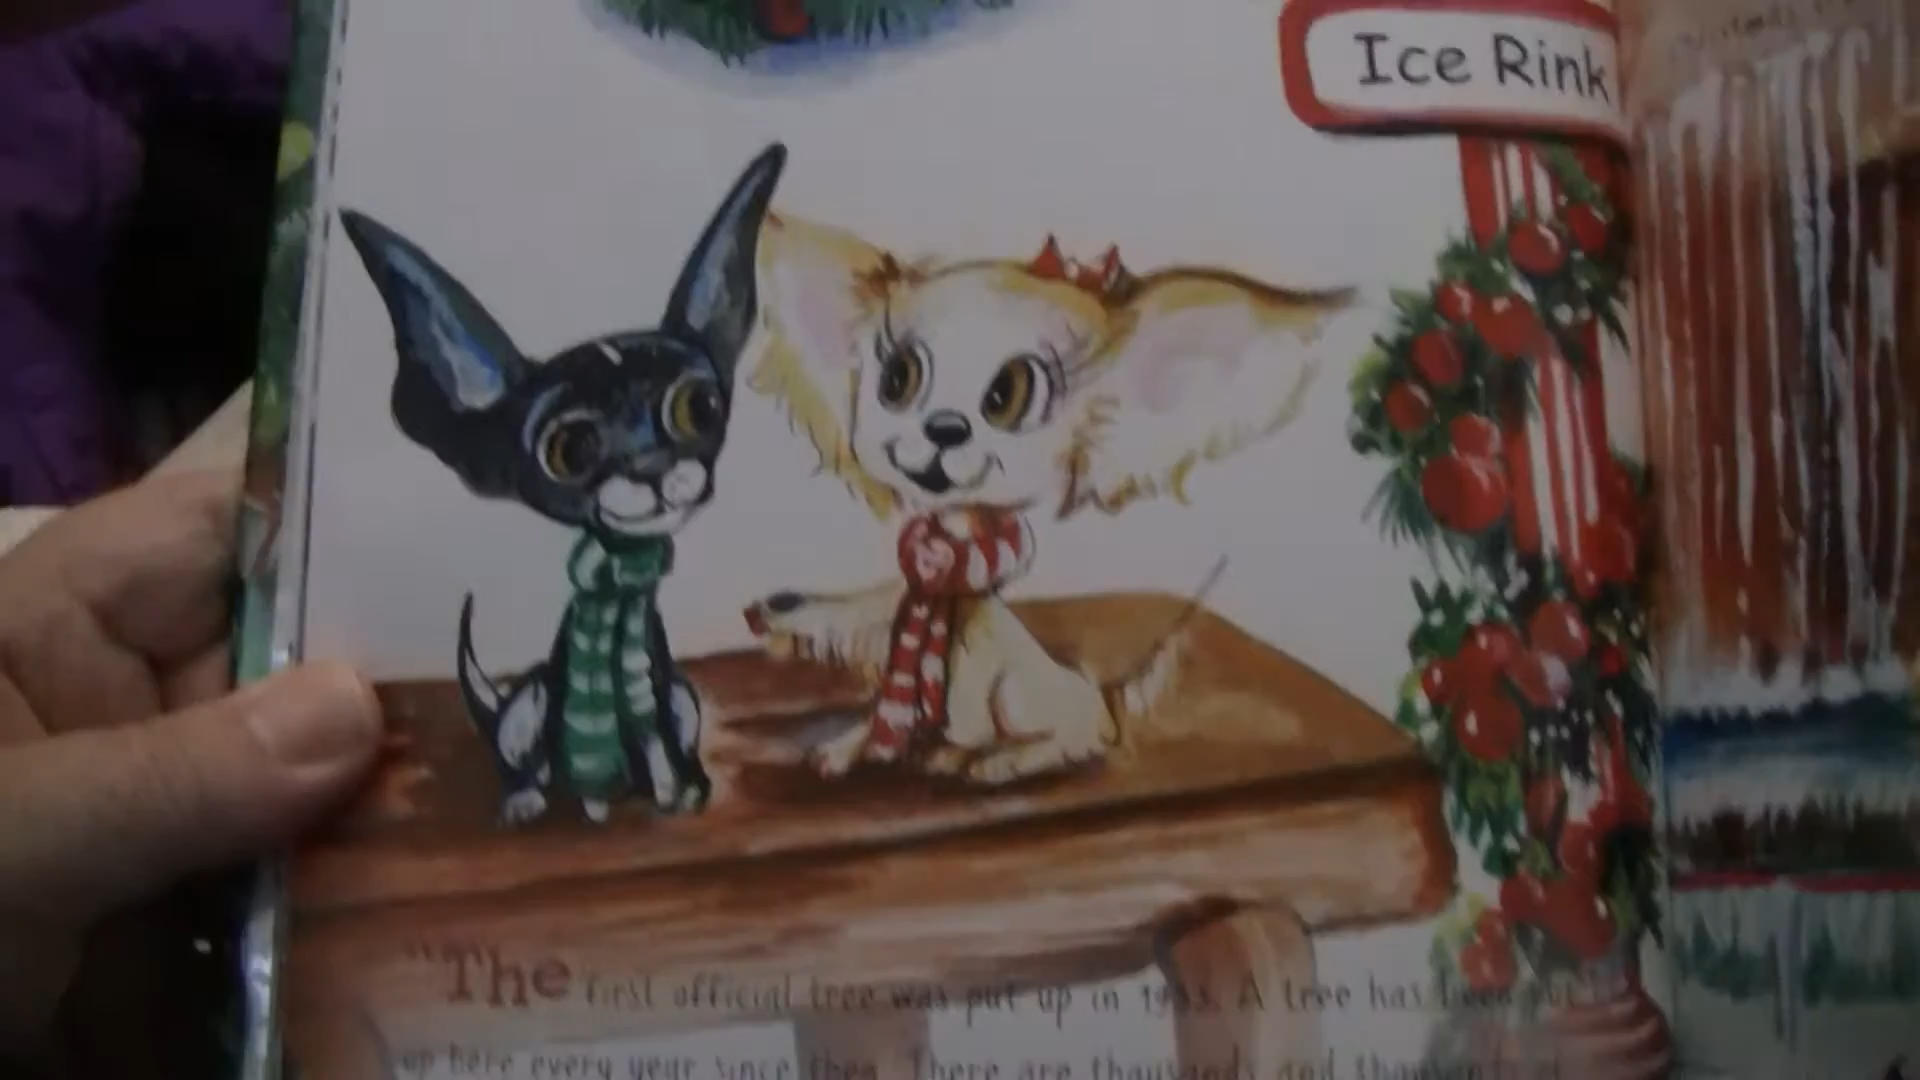 Ice Rink
"The first official tree was put up in 1933. A tree has been put
up here every year since then. There are thousands and thousands of